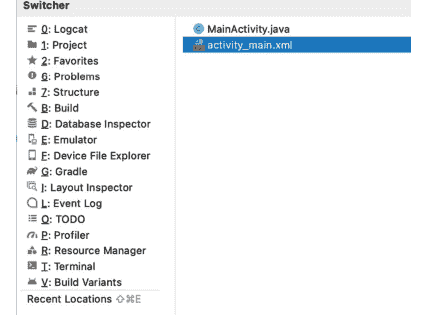 Switcher
0: Logcat
1: Project
2: Favorites
6: Problems
7: Structure
B: Build
D: Database Inspector
E: Emulator
F: Device File Explorer
G: Gradle
I: Layout Inspector
L: Event Log
O: TODO
P: Profiler
R: Resource Manager
T: Terminal
V: Build Variants
Recent Locations ⇧⌘E
MainActivity.java
activity_main.xml